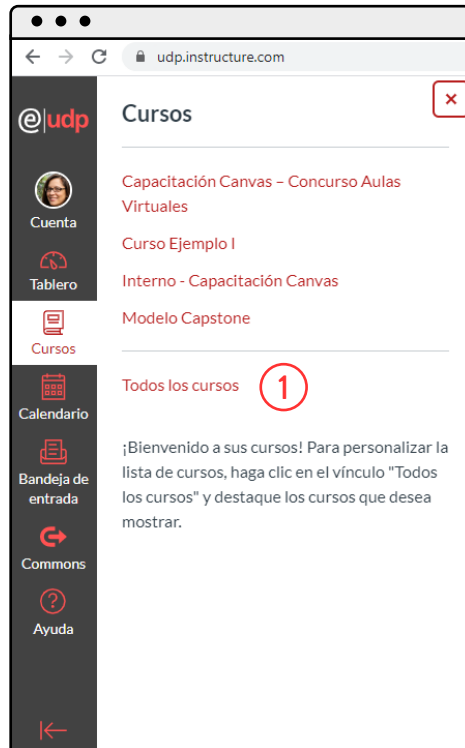 udp.instructure.com
@|udp
Cursos
×
Capacitación Canvas – Concurso Aulas
Virtuales
Curso Ejemplo I
Interno - Capacitación Canvas
Modelo Capstone
Todos los cursos
1
¡Bienvenido a sus cursos! Para personalizar la
lista de cursos, haga clic en el vínculo "Todos
los cursos" y destaque los cursos que desea
mostrar.
Cuenta
Tablero
Cursos
Calendario
Bandeja de
entrada
Commons
?
Ayuda